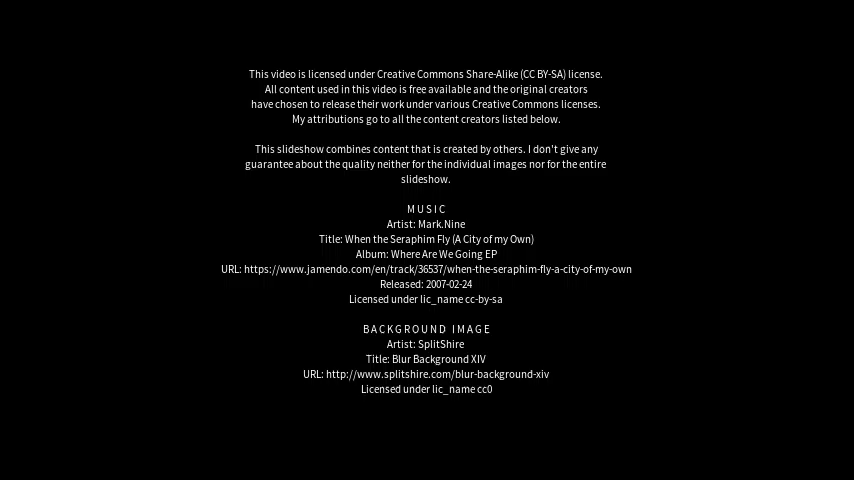 This video is licensed under Creative Commons Share-Alike (CC BY-SA) license.
All content used in this video is free available and the original creators
have chosen to release their work under various Creative Commons licenses.
My attributions go to all the content creators listed below.
This slideshow combines content that is created by others. I don't give any
guarantee about the quality neither for the individual images nor for the entire
slideshow.
MUSIC
Artist: Mark.Nine
Title: When the Seraphim Fly (A City of my Own)
Album: Where Are We Going EP
URL: https://www.jamendo.com/en/track/36537/when-the-seraphim-fly-a-city-of-my-own
Released: 2007-02-24
Licensed under lic_name cc-by-sa
BACKGROUND IMAGE
Artist: SplitShire
Title: Blur Background XIV
URL: http://www.splitshire.com/blur-background-xiv
Licensed under lic_name cc0